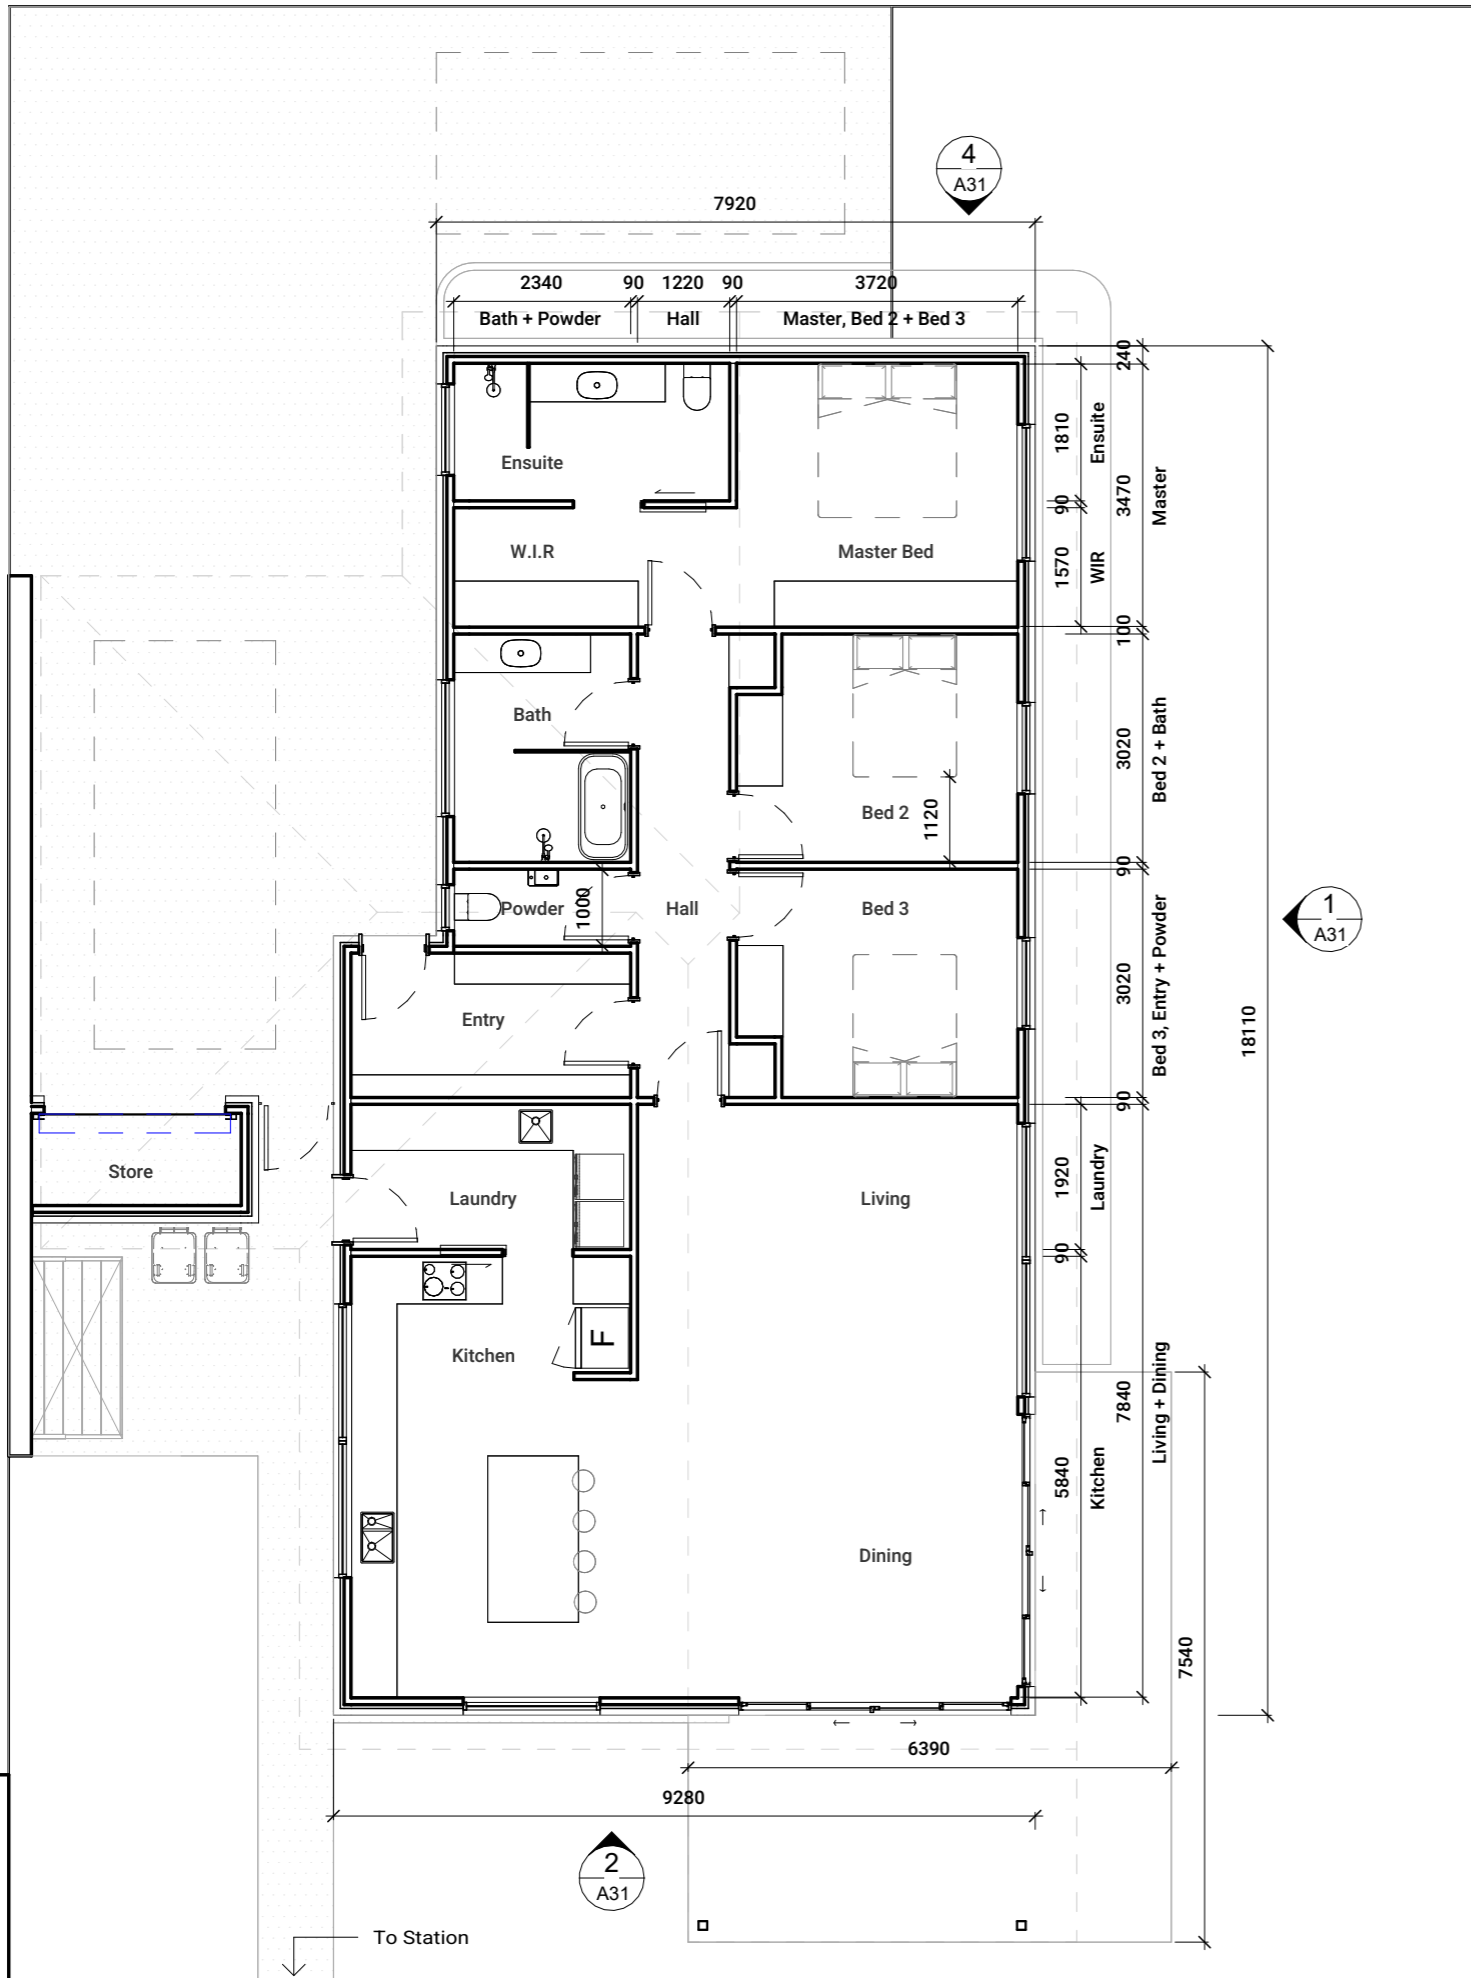 4
A31
7920
2340 90 1220 90 3720
Bath + Powder Hall Master, Bed 2 + Bed 3
240
1810
Ensuite
3470
Master
90
1570
WIR
100
Ensuite
W.I.R
Master Bed
Bath
Bed 2
1120
3020
Bed 2 + Bath
90
Powder
1000
Hall
Bed 3
1
A31
Entry
3020
Bed 3, Entry + Powder
18110
90
Store
Laundry
Living
1920
Laundry
90
F
Kitchen
7840
Living + Dining
5840
Kitchen
Dining
7540
6390
9280
2
A31
To Station